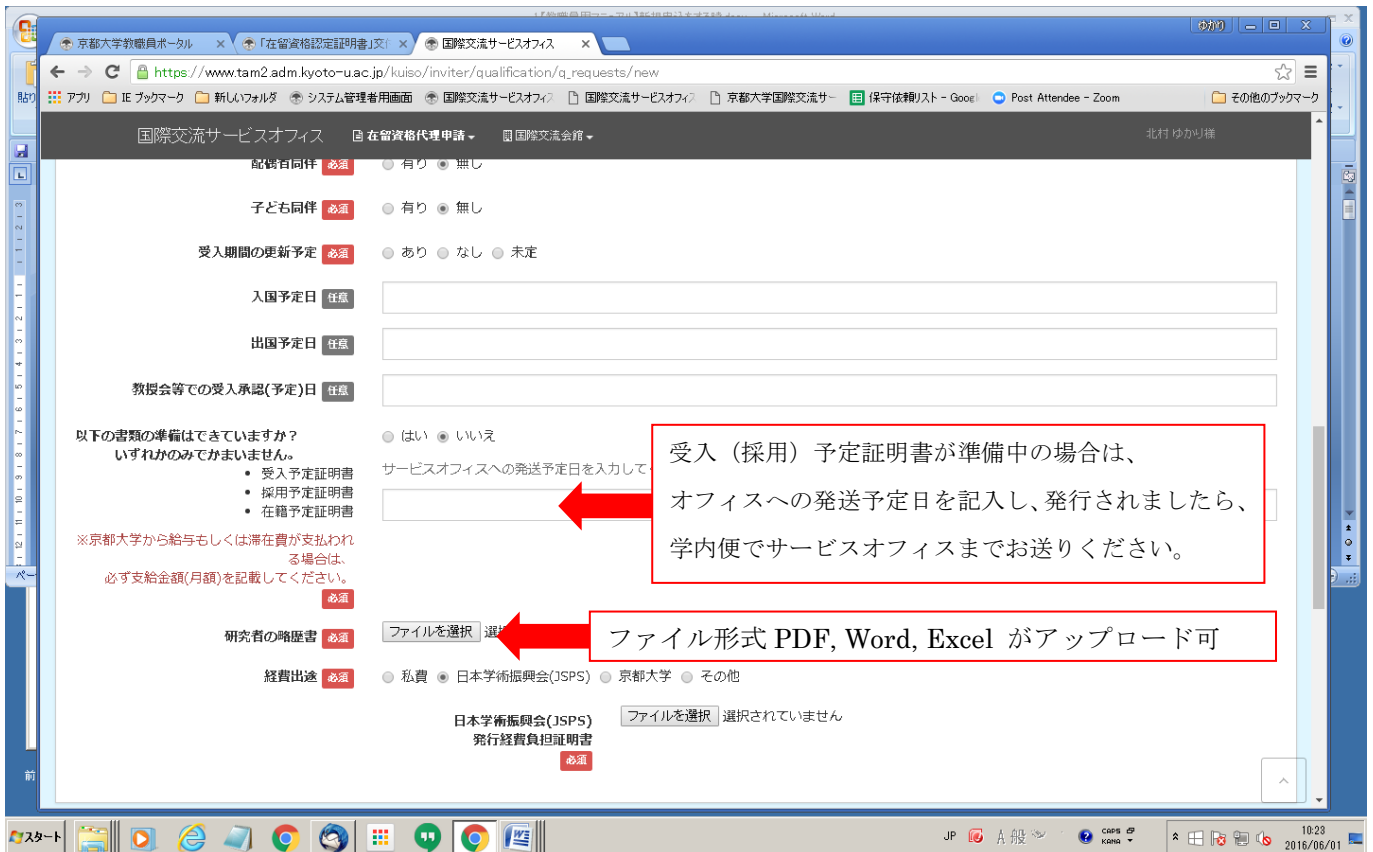 ゆかり
京都大学教職員ポータル
「在留資格認定証明書」交付
国際交流サービスオフィス
https://www.tam2.adm.kyoto-u.ac.jp/kuiso/inviter/qualification/q_requests/new
アプリ IE ブックマーク 新しいフォルダ システム管理者用画面 国際交流サービスオフィス 国際交流サービスオフィス 京都大学国際交流サー 保守依頼リスト - Googl Post Attendee - Zoom その他のブックマーク
国際交流サービスオフィス 在留資格代理申請 国際交流会館 北村 ゆかり様
配偶者同伴 必須 有り 無し
子ども同伴 必須 有り 無し
受入期間の更新予定 必須 あり なし 未定
入国予定日 任意
出国予定日 任意
教授会等での受入承認(予定)日 任意
以下の書類の準備はできていますか? はい いいえ
いずれかのみでかまいません。
• 受入予定証明書
• 採用予定証明書
• 在籍予定証明書
サービスオフィスへの発送予定日を入力して
受入（採用）予定証明書が準備中の場合は、
オフィスへの発送予定日を記入し、発行されましたら、
学内便でサービスオフィスまでお送りください。
※京都大学から給与もしくは滞在費が支払われ
る場合は、
必ず支給金額(月額)を記載してください。
必須
研究者の略歴書 必須 ファイルを選択
ファイル形式 PDF, Word, Excel がアップロード可
経費出途 必須 私費 日本学術振興会(JSPS) 京都大学 その他
日本学術振興会(JSPS)
発行経費負担証明書
必須
ファイルを選択 選択されていません
スタート
JP A 般 CAPS KANA
10:23
2016/06/01